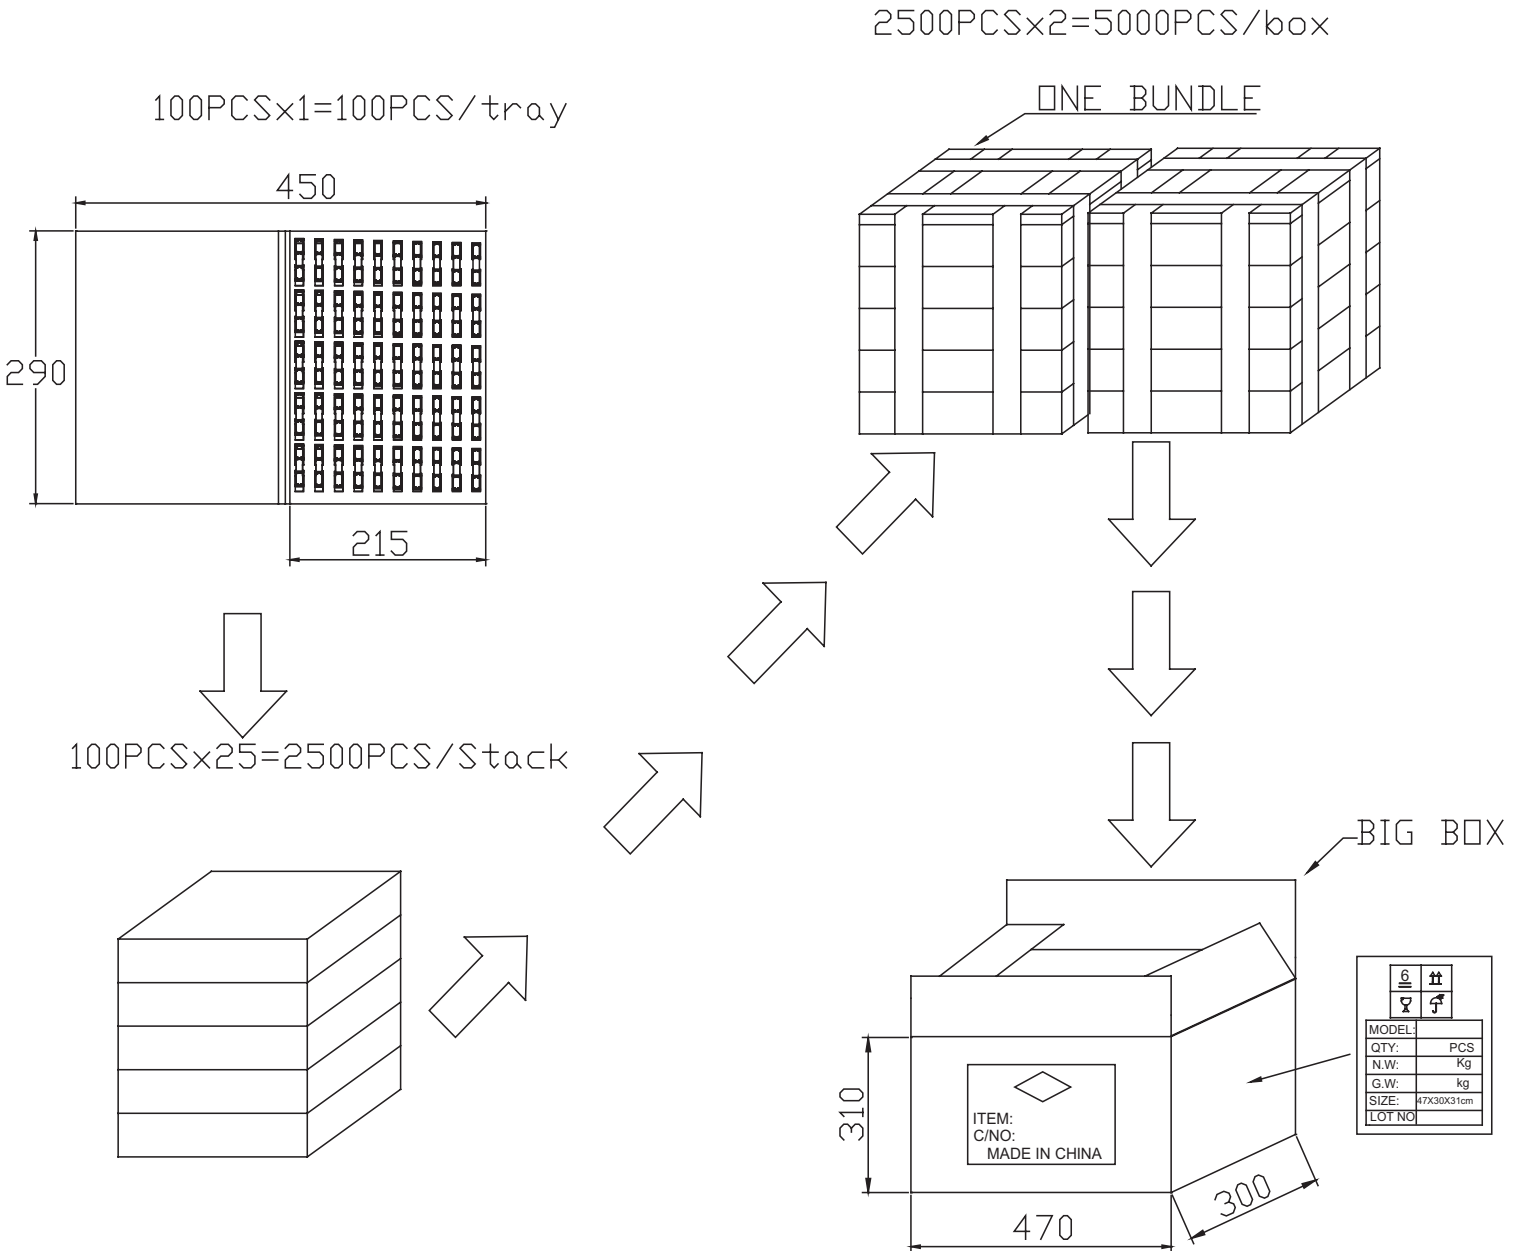 100PCSx1=100PCS/tray
450
290
215
100PCSx25=2500PCS/Stack
2500PCSx2=5000PCS/box
ONE BUNDLE
BIG BOX
6
MODEL:
QTY: PCS
N.W: Kg
G.W: kg
SIZE: 47X30X31cm
LOT NO
310
ITEM:
C/NO:
MADE IN CHINA
470
300